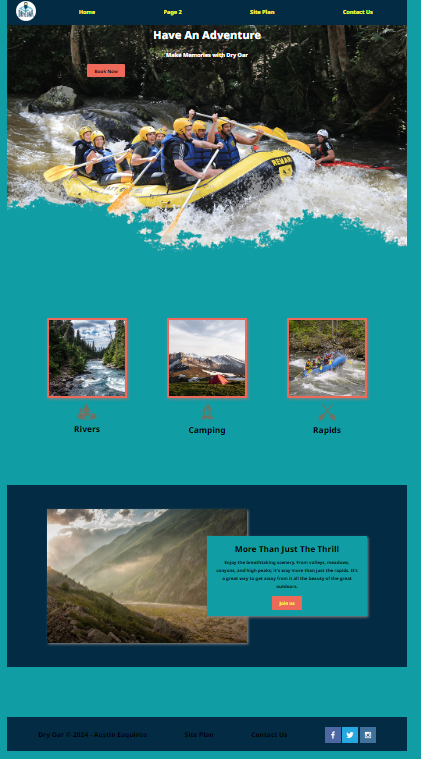 Home
Page 2
Site Plan
Contact Us
Have An Adventure
Make Memories with Dry Oar
Book Now
REMAR
Rivers
Camping
Rapids
More Than Just The Thrill
Enjoy the breathtaking scenery. From valleys, meadows,
canyons, and high peaks, it's way more than just the rapids. It's
a great way to get away from it all the beauty of the great
outdoors.
Join us
Dry Oar © 2024 - Austin Esquibso
Site Plan
Contact Us